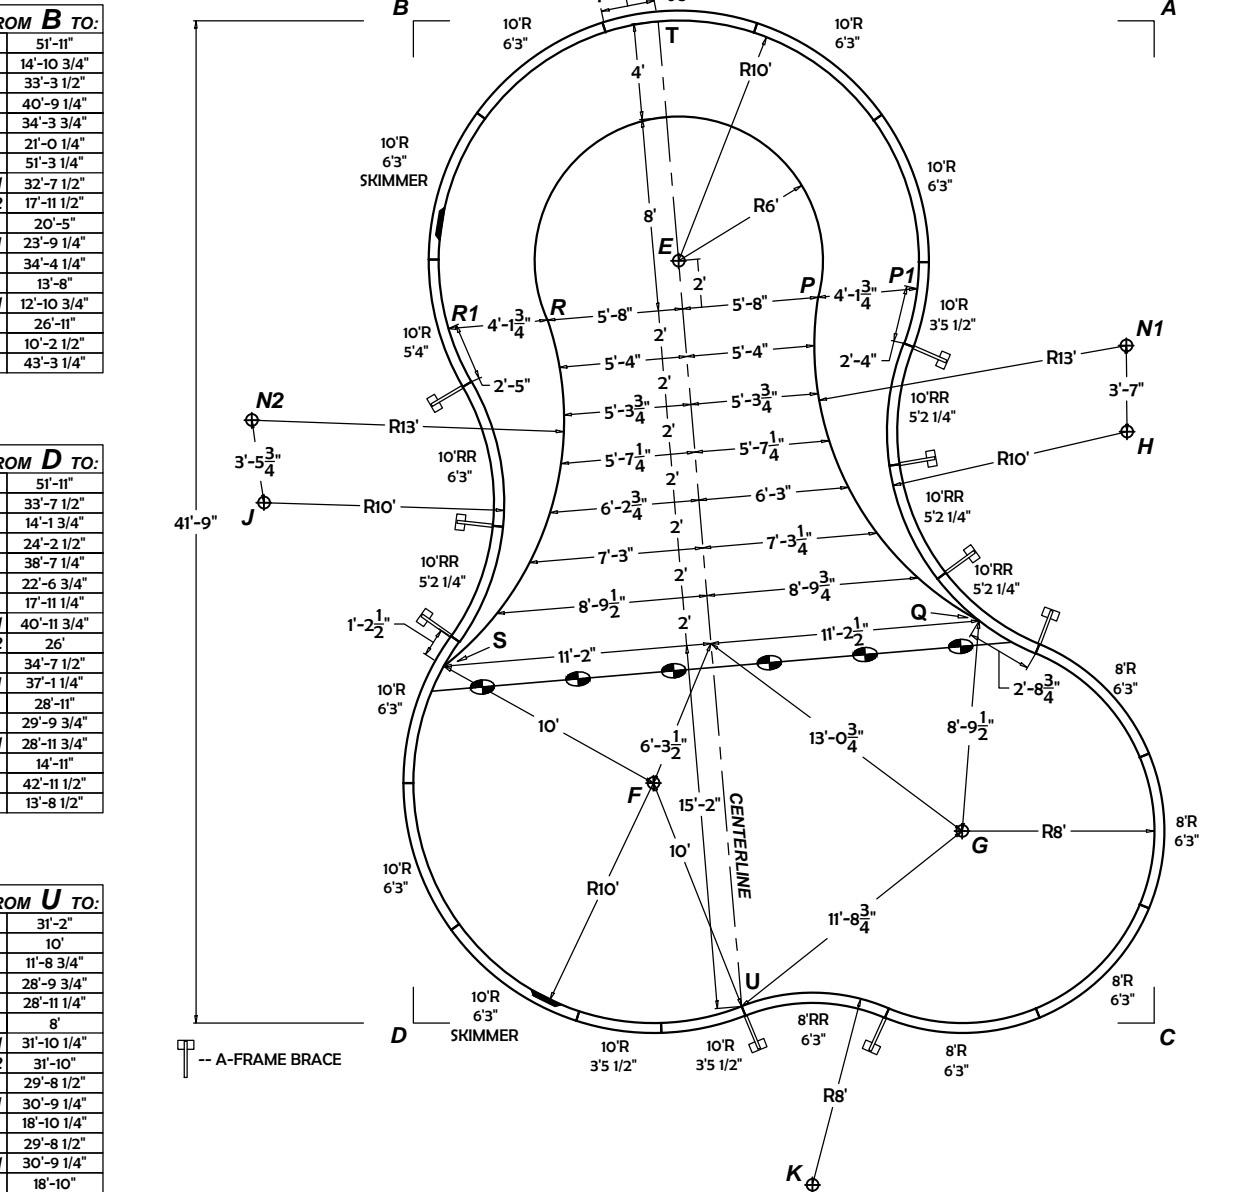 ROM B TO:
51'-11"
14'-10 3/4"
33'-3 1/2"
40'-9 1/4"
34'-3 3/4"
21'-0 1/4"
51'-3 1/4"
32'-7 1/2"
17'-11 1/2"
20'-5"
23'-9 1/4"
34'-4 1/4"
13'-8"
12'-10 3/4"
26'-11"
10'-2 1/2"
43'-3 1/4"
ROM D TO:
51'-11"
33'-7 1/2"
14'-1 3/4"
24'-2 1/2"
38'-7 1/4"
22'-6 3/4"
17'-11 1/4"
40'-11 3/4"
26'
34'-7 1/2"
37'-1 1/4"
28'-11"
29'-9 3/4"
28'-11 3/4"
14'-11"
42'-11 1/2"
13'-8 1/2"
ROM U TO:
31'-2"
10'
11'-8 3/4"
28'-9 3/4"
28'-11 1/4"
8'
31'-10 1/4"
31'-10"
29'-8 1/2"
30'-9 1/4"
18'-10 1/4"
29'-8 1/2"
30'-9 1/4"
18'-10"
B
A
10'R
6'3"
T
10'R
6'3"
4'
R10'
10'R
6'3"
SKIMMER
10'R
6'3"
R6'
8'
E
2'
P
P1
R1
R
4'-1 3/4"
5'-8"
5'-8"
4'-1 3/4"
10'R
5'4"
10'R
3'5 1/2"
N1
2'
5'-4"
5'-4"
2'-4"
R13'
2'-5"
2'
3'-7"
N2
5'-3 3/4"
5'-3 3/4"
10'RR
5'2 1/4"
R13'
2'
H
3'-5 3/4"
10'RR
6'3"
5'-7 1/4"
5'-7 1/4"
R10'
2'
J
R10'
6'-2 3/4"
6'-3"
10'RR
5'2 1/4"
41'-9"
2'
7'-3"
7'-3 1/4"
10'RR
5'2 1/4"
2'
10'RR
5'2 1/4"
8'-9 1/2"
8'-9 3/4"
1'-2 1/2"
2'
Q
S
11'-2"
11'-2 1/2"
10'R
6'3"
2'-8 3/4"
8'R
6'3"
10'
6'-3 1/2"
13'-0 3/4"
8'-9 1/2"
F
15'-2"
CENTERLINE
8'R
6'3"
G
R8'
10'
10'R
6'3"
R10'
11'-8 3/4"
U
10'R
6'3"
SKIMMER
8'R
6'3"
D
C
8'RR
6'3"
10'R
3'5 1/2"
10'R
3'5 1/2"
8'R
6'3"
-- A-FRAME BRACE
R8'
K